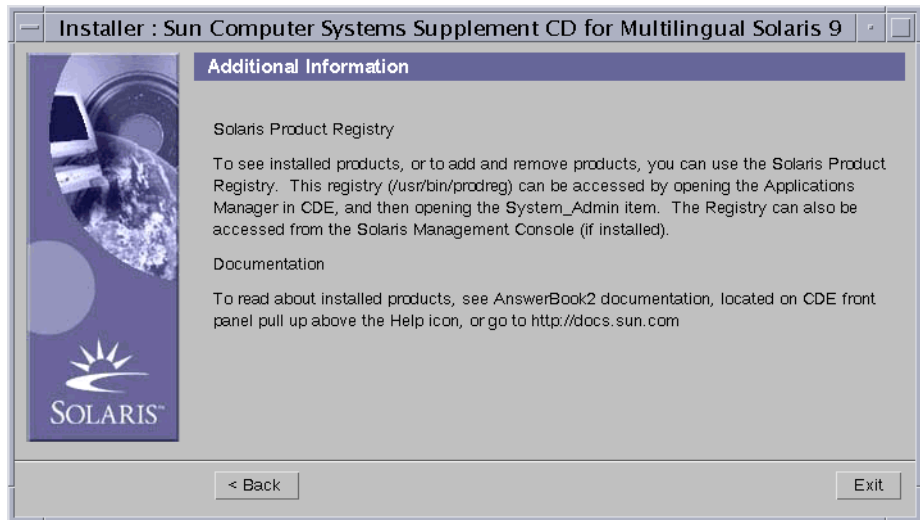 Installer : Sun Computer Systems Supplement CD for Multilingual Solaris 9
Additional Information
Solaris Product Registry
To see installed products, or to add and remove products, you can use the Solaris Product
Registry.  This registry (/usr/bin/prodreg) can be accessed by opening the Applications
Manager in CDE, and then opening the System_Admin item.  The Registry can also be
accessed from the Solaris Management Console (if installed).
Documentation
To read about installed products, see AnswerBook2 documentation, located on CDE front
panel pull up above the Help icon, or go to http://docs.sun.com
SOLARIS™
< Back
Exit